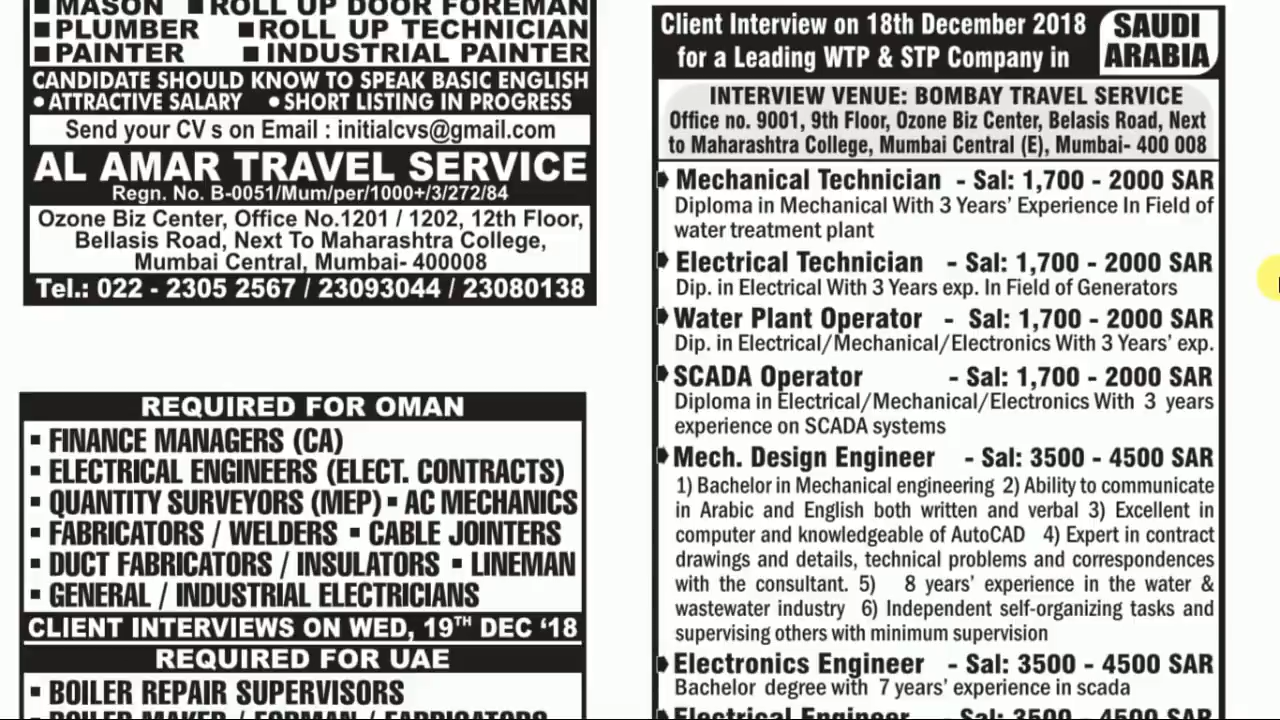 ▪MASON ▪ROLL UP DOOR FOREMAN
▪PLUMBER ▪ROLL UP TECHNICIAN
▪PAINTER ▪INDUSTRIAL PAINTER
CANDIDATE SHOULD KNOW TO SPEAK BASIC ENGLISH
• ATTRACTIVE SALARY • SHORT LISTING IN PROGRESS
Send your CV s on Email : initialcvs@gmail.com
AL AMAR TRAVEL SERVICE
Regn. No. B-0051/Mum/per/1000+/3/272/84
Ozone Biz Center, Office No.1201 / 1202, 12th Floor,
Bellasis Road, Next To Maharashtra College,
Mumbai Central, Mumbai- 400008
Tel.: 022 - 2305 2567 / 23093044 / 23080138
REQUIRED FOR OMAN
▪ FINANCE MANAGERS (CA)
▪ ELECTRICAL ENGINEERS (ELECT. CONTRACTS)
▪ QUANTITY SURVEYORS (MEP) ▪ AC MECHANICS
▪ FABRICATORS / WELDERS ▪ CABLE JOINTERS
▪ DUCT FABRICATORS / INSULATORS ▪ LINEMAN
▪ GENERAL / INDUSTRIAL ELECTRICIANS
CLIENT INTERVIEWS ON WED, 19TH DEC '18
REQUIRED FOR UAE
▪ BOILER REPAIR SUPERVISORS
▪ BOILER MAKER / FORMAN / FABRICATORS
Client Interview on 18th December 2018
for a Leading WTP & STP Company in
SAUDI
ARABIA
INTERVIEW VENUE: BOMBAY TRAVEL SERVICE
Office no. 9001, 9th Floor, Ozone Biz Center, Belasis Road, Next
to Maharashtra College, Mumbai Central (E), Mumbai- 400 008
Mechanical Technician - Sal: 1,700 - 2000 SAR
Diploma in Mechanical With 3 Years' Experience In Field of
water treatment plant
Electrical Technician - Sal: 1,700 - 2000 SAR
Dip. in Electrical With 3 Years exp. In Field of Generators
Water Plant Operator - Sal: 1,700 - 2000 SAR
Dip. in Electrical/Mechanical/Electronics With 3 Years' exp.
SCADA Operator - Sal: 1,700 - 2000 SAR
Diploma in Electrical/Mechanical/Electronics With 3 years
experience on SCADA systems
Mech. Design Engineer - Sal: 3500 - 4500 SAR
1) Bachelor in Mechanical engineering 2) Ability to communicate
in Arabic and English both written and verbal 3) Excellent in
computer and knowledgeable of AutoCAD 4) Expert in contract
drawings and details, technical problems and correspondences
with the consultant. 5) 8 years' experience in the water &
wastewater industry 6) Independent self-organizing tasks and
supervising others with minimum supervision
Electronics Engineer - Sal: 3500 - 4500 SAR
Bachelor degree with 7 years' experience in scada
Electrical Engineer - Sal: 3500 - 4500 SAR